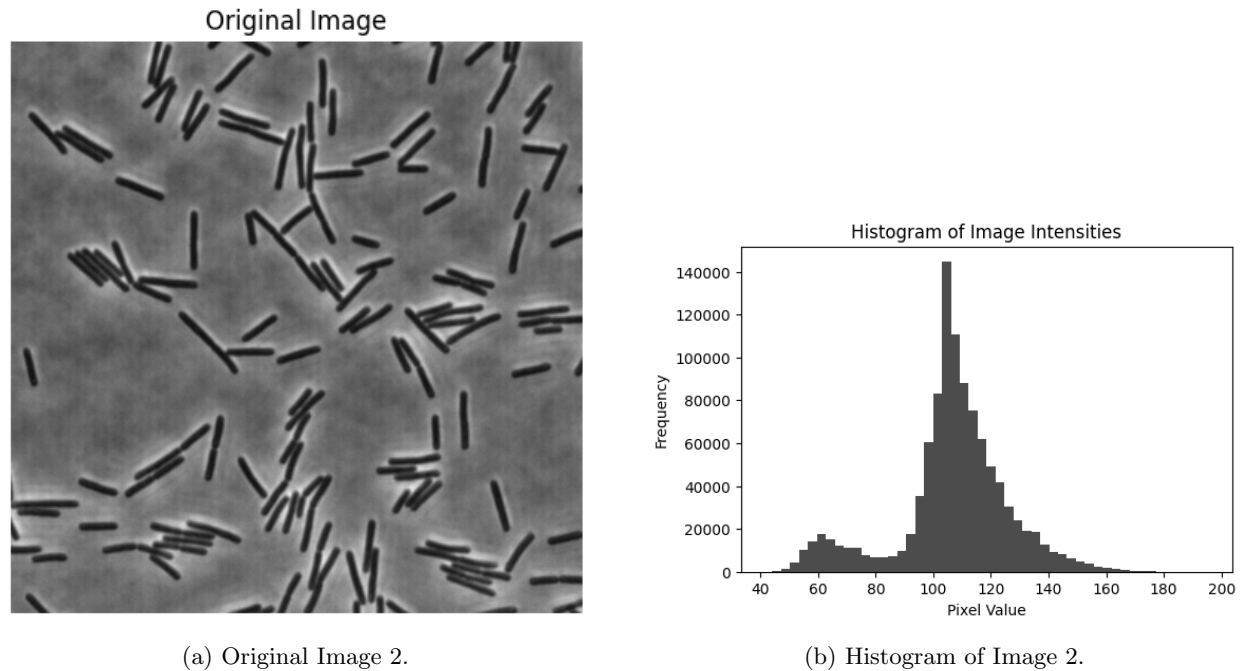 Original Image
Histogram of Image Intensities
140000
120000
100000
80000
60000
40000
20000
0
Frequency
40 60 80 100 120 140 160 180 200
Pixel Value
(a) Original Image 2.
(b) Histogram of Image 2.